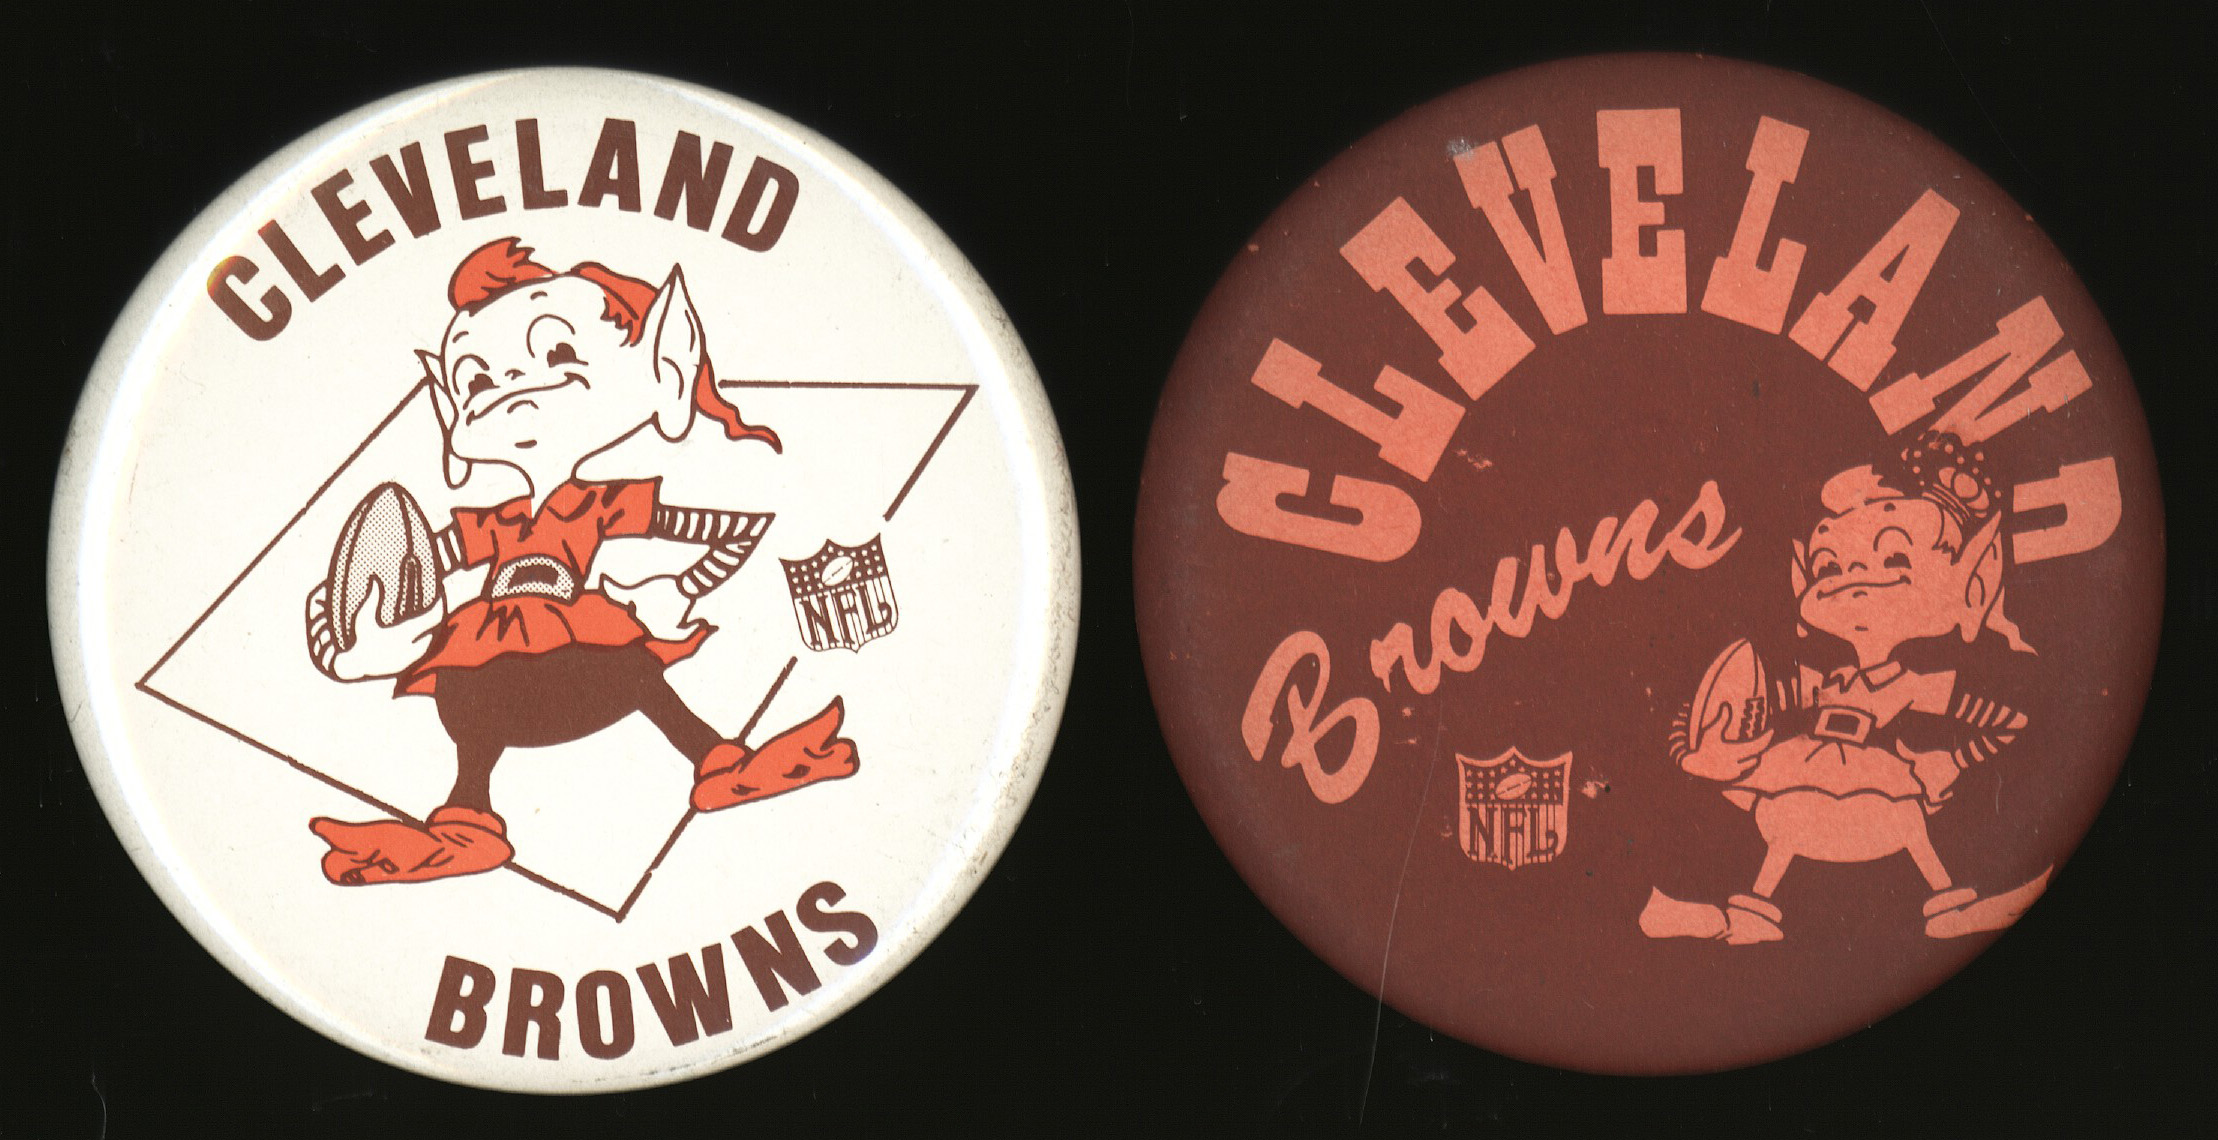 CLEVELAND
NFL
BROWNS
CLEVELAND
Browns
NFL